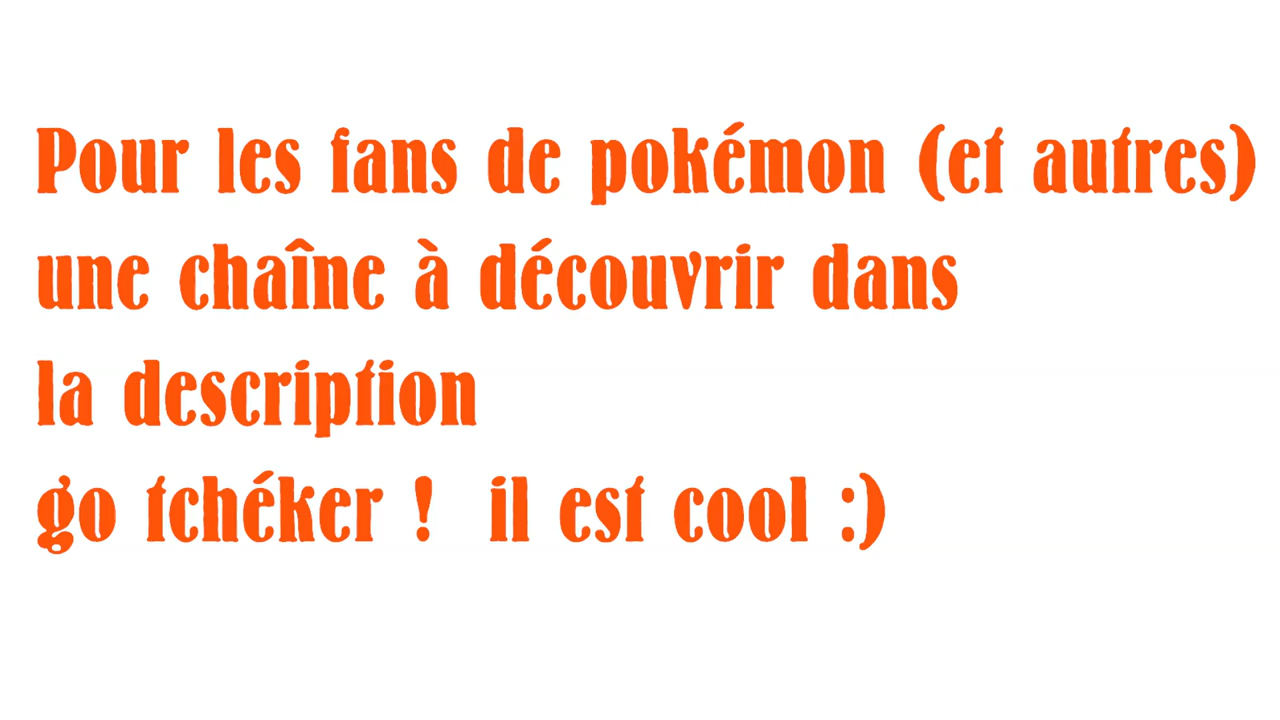 Pour les fans de pokémon (et autres)
une chaîne à découvrir dans
la description
go tchéker !  il est cool :)